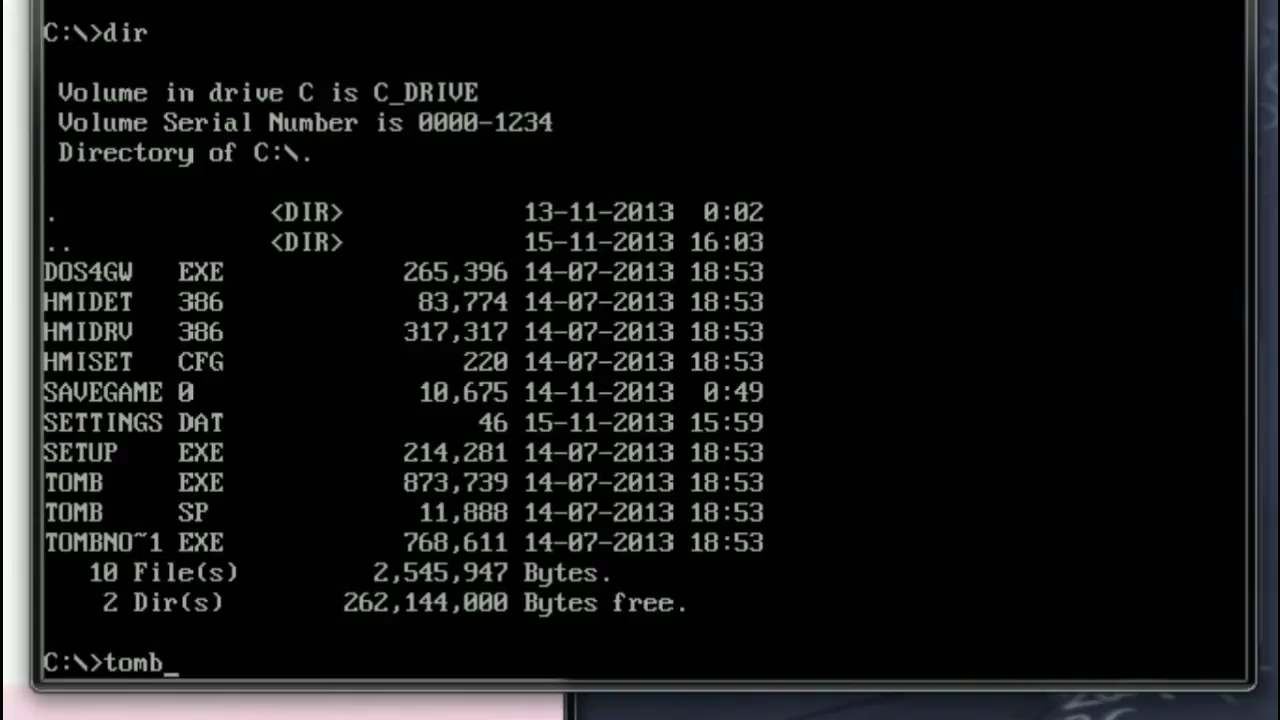 C:\>dir
Volume in drive C is C_DRIVE
Volume Serial Number is 0000-1234
Directory of C:\.
. <DIR> 13-11-2013 0:02
.. <DIR> 15-11-2013 16:03
DOS4GW EXE 265,396 14-07-2013 18:53
HMIDET 386 83,774 14-07-2013 18:53
HMIDRV 386 317,317 14-07-2013 18:53
HMISET CFG 220 14-07-2013 18:53
SAVEGAME 0 10,675 14-11-2013 0:49
SETTINGS DAT 46 15-11-2013 15:59
SETUP EXE 214,281 14-07-2013 18:53
TOMB EXE 873,739 14-07-2013 18:53
TOMB SP 11,888 14-07-2013 18:53
TOMBNO~1 EXE 768,611 14-07-2013 18:53
10 File(s) 2,545,947 Bytes.
2 Dir(s) 262,144,000 Bytes free.
C:\>tomb_